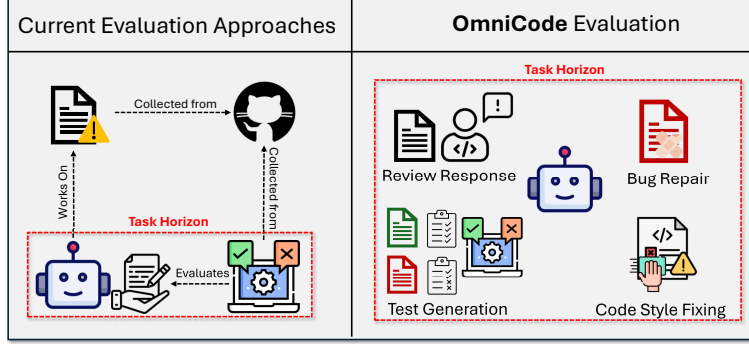 Current Evaluation Approaches
Collected from
Works On
Collected from
Task Horizon
Evaluates
OmniCode Evaluation
Task Horizon
Review Response
Bug Repair
Test Generation
Code Style Fixing